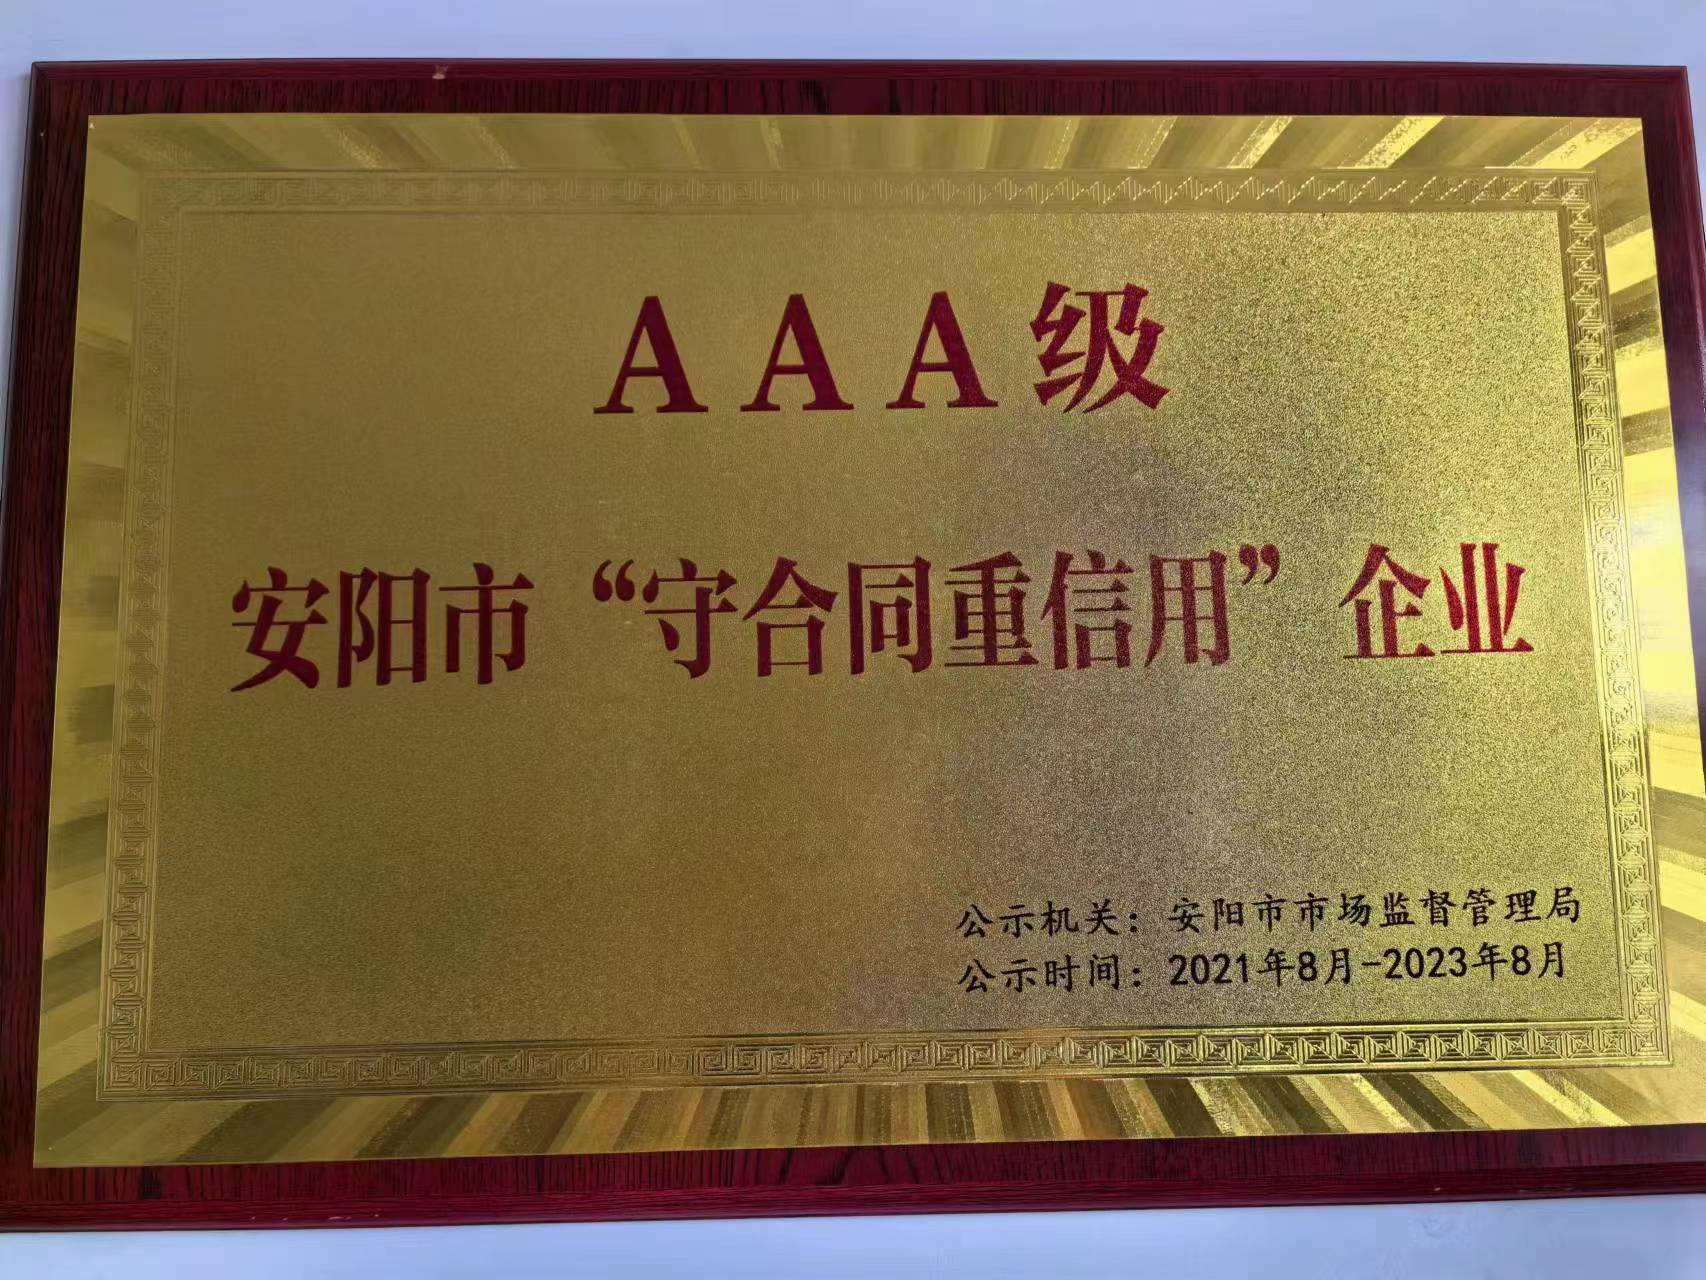 AAA级
安阳市“守合同重信用”企业
公示机关：安阳市市场监督管理局
公示时间：2021年8月-2023年8月